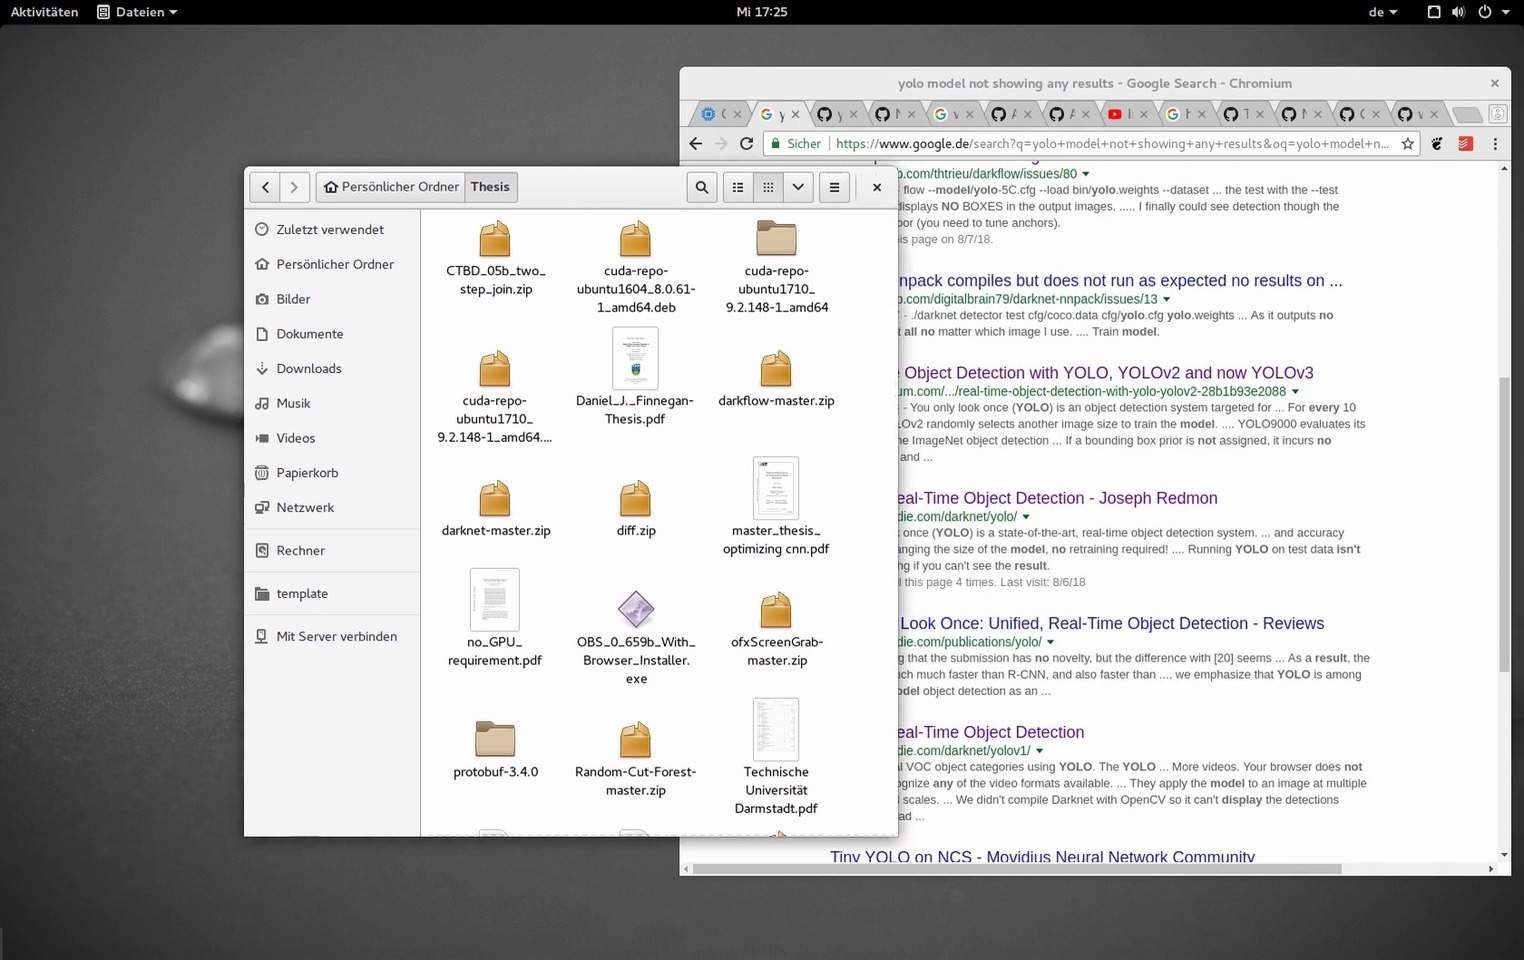 Aktivitäten
Dateien
Mi 17:25
de
yolo model not showing any results - Google Search - Chromium
Sicher
https://www.google.de/search?q=yolo+model+not+showing+any+results&oq=yolo+model+n...
Persönlicher Ordner
Thesis
Zuletzt verwendet
Persönlicher Ordner
Bilder
Dokumente
Downloads
Musik
Videos
Papierkorb
Netzwerk
Rechner
template
Mit Server verbinden
CTBD_05b_two_
step_join.zip
cuda-repo-
ubuntu1604_8.0.61-
1_amd64.deb
cuda-repo-
ubuntu1710_
9.2.148-1_amd64
cuda-repo-
ubuntu1710_
9.2.148-1_amd64....
Daniel_J._Finnegan-
Thesis.pdf
darkflow-master.zip
darknet-master.zip
diff.zip
master_thesis_
optimizing cnn.pdf
no_GPU_
requirement.pdf
OBS_0_659b_With_
Browser_Installer.
exe
ofxScreenGrab-
master.zip
protobuf-3.4.0
Random-Cut-Forest-
master.zip
Technische
Universität
Darmstadt.pdf
b.com/thtrieu/darkflow/issues/80
flow --model/yolo-5C.cfg --load bin/yolo.weights --dataset ... the test with the --test
displays NO BOXES in the output images. ..... I finally could see detection though the
oor (you need to tune anchors).
is page on 8/7/18.
npack compiles but does not run as expected no results on ...
b.com/digitalbrain79/darknet-nnpack/issues/13
- ./darknet detector test cfg/coco.data cfg/yolo.cfg yolo.weights ... As it outputs no
t all no matter which image I use. .... Train model.
Object Detection with YOLO, YOLOv2 and now YOLOv3
um.com/.../real-time-object-detection-with-yolo-yolov2-28b1b93e2088
- You only look once (YOLO) is an object detection system targeted for ... For every 10
LOv2 randomly selects another image size to train the model. .... YOLO9000 evaluates its
he ImageNet object detection ... If a bounding box prior is not assigned, it incurs no
and ...
eal-Time Object Detection - Joseph Redmon
die.com/darknet/yolo/
t once (YOLO) is a state-of-the-art, real-time object detection system. ... and accuracy
anging the size of the model, no retraining required! .... Running YOLO on test data isn't
g if you can't see the result.
l this page 4 times. Last visit: 8/6/18
Look Once: Unified, Real-Time Object Detection - Reviews
die.com/publications/yolo/
g that the submission has no novelty, but the difference with [20] seems ... As a result, the
uch much faster than R-CNN, and also faster than .... we emphasize that YOLO is among
odel object detection as an ...
eal-Time Object Detection
die.com/darknet/yolov1/
al VOC object categories using YOLO. The YOLO ... More videos. Your browser does not
ognize any of the video formats available. ... They apply the model to an image at multiple
scales. ... We didn't compile Darknet with OpenCV so it can't display the detections
ad ...
Tiny YOLO on NCS - Movidius Neural Network Community